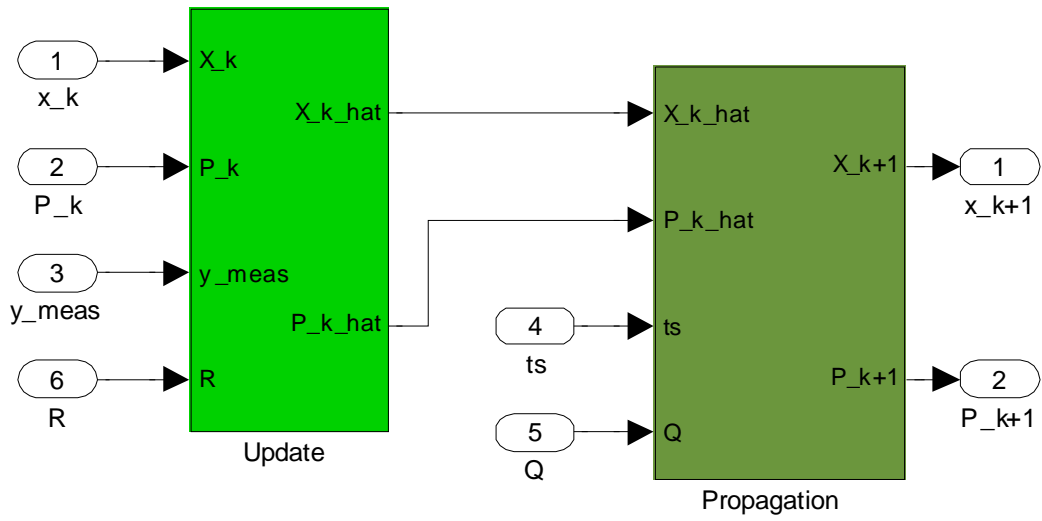 1
x_k
2
P_k
3
y_meas
6
R
X_k
P_k
y_meas
R
X_k_hat
P_k_hat
Update
4
ts
5
Q
X_k_hat
P_k_hat
ts
Q
X_k+1
P_k+1
Propagation
1
x_k+1
2
P_k+1